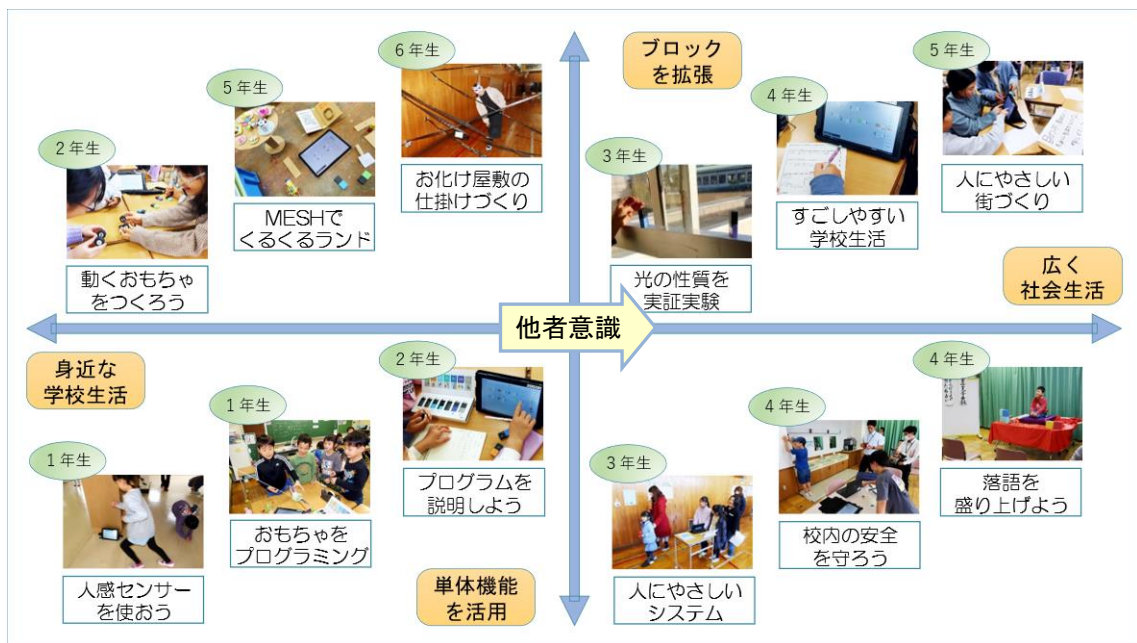 6年生
ブロック
を拡張
5年生
5年生
4年生
2年生
3年生
お化け屋敷の
仕掛けづくり
人にやさしい
街づくり
MESHで
くるくるランド
すごしやすい
学校生活
動くおもちゃ
をつくろう
光の性質を
実証実験
広く
社会生活
他者意識
身近な
学校生活
2年生
4年生
1年生
4年生
1年生
3年生
プログラムを
説明しよう
落語を
盛り上げよう
おもちゃを
プログラミング
校内の安全
を守ろう
人感センサー
を使おう
単体機能
を活用
人にやさしい
システム